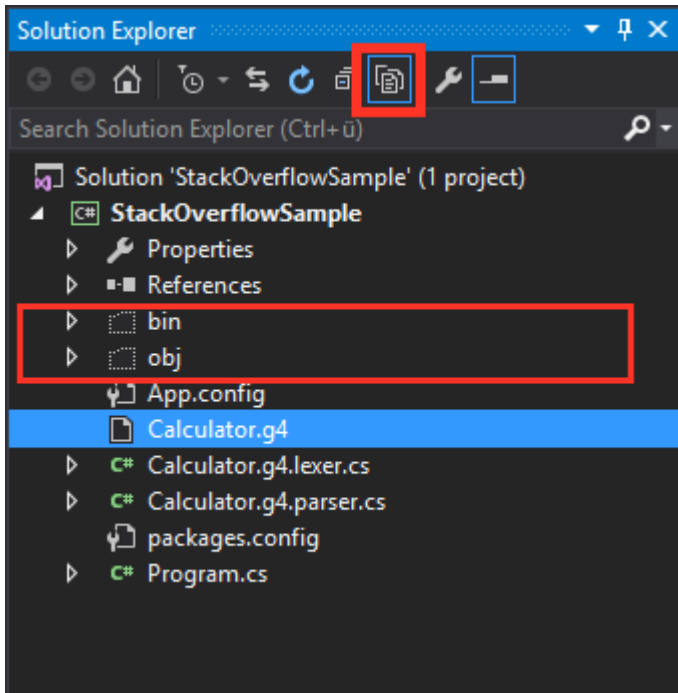 Solution Explorer
Search Solution Explorer (Ctrl+ü)
Solution 'StackOverflowSample' (1 project)
C# StackOverflowSample
Properties
References
bin
obj
App.config
Calculator.g4
C# Calculator.g4.lexer.cs
C# Calculator.g4.parser.cs
packages.config
C# Program.cs